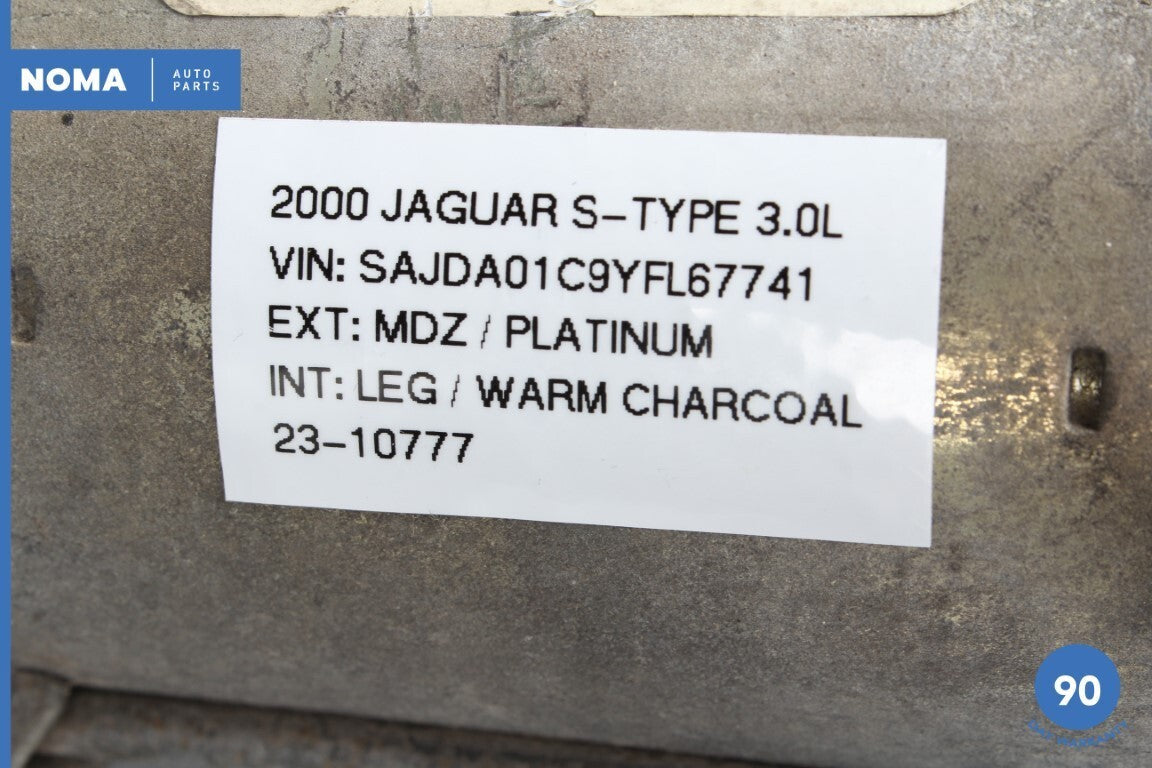 NOMA
AUTO
PARTS
2000 JAGUAR S-TYPE 3.0L
VIN: SAJDA01C9YFL67741
EXT: MDZ / PLATINUM
INT: LEG / WARM CHARCOAL
23-10777
90